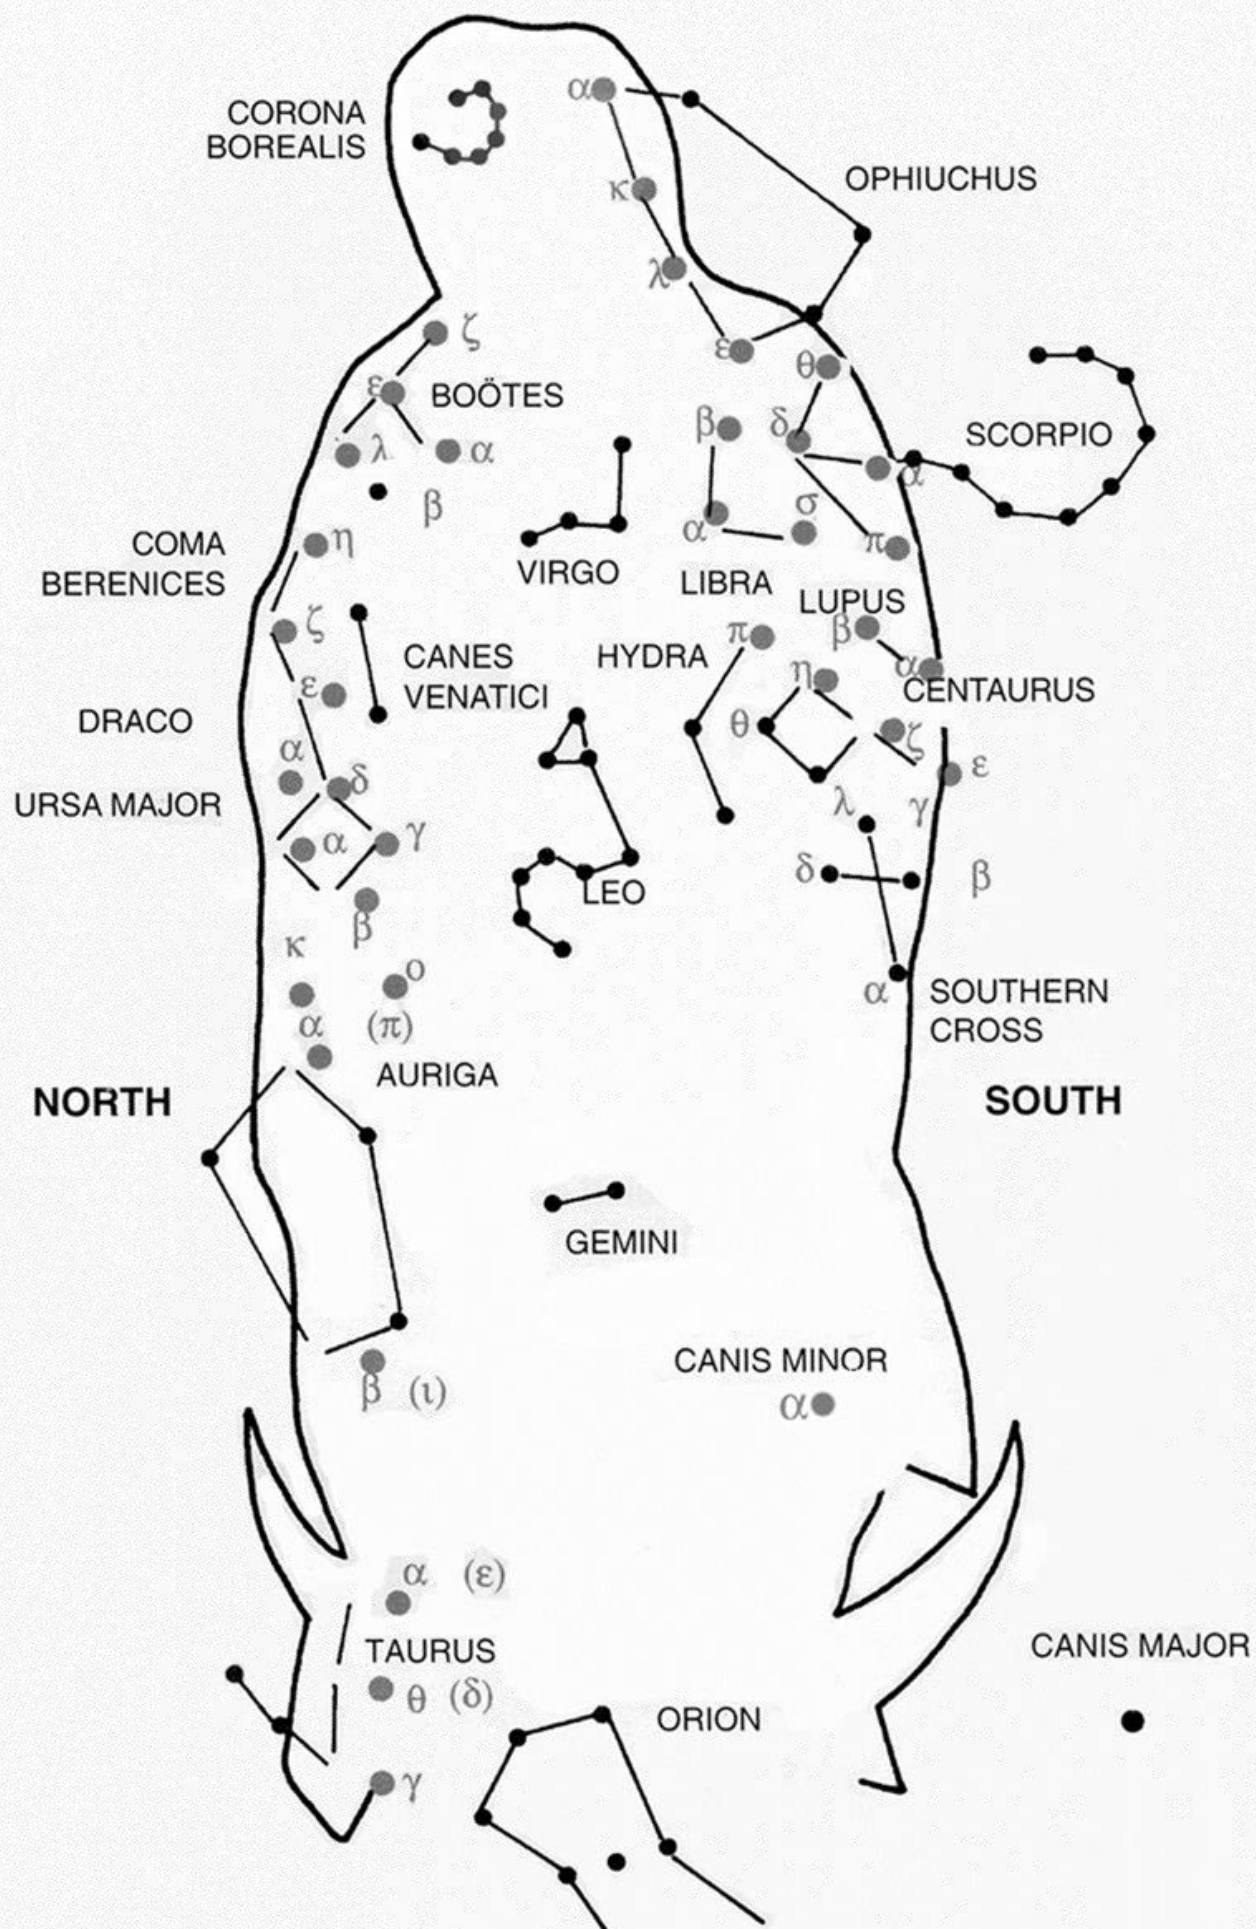 α
CORONA
BOREALIS
κ
OPHIUCHUS
λ
ζ
ε
θ
ε
BOÖTES
β
δ
SCORPIO
λ
α
α
β
σ
α
COMA
BERENICES
η
π
VIRGO
LIBRA
LUPUS
ζ
π
β
CANES
VENATICI
HYDRA
α
η
CENTAURUS
ε
DRACO
θ
ζ
α
ε
δ
URSA MAJOR
λ
γ
α
γ
δ
β
LEO
β
κ
ο
α
SOUTHERN
CROSS
α
(π)
AURIGA
NORTH
SOUTH
GEMINI
CANIS MINOR
β (ι)
α
α (ε)
TAURUS
CANIS MAJOR
θ (δ)
ORION
γ